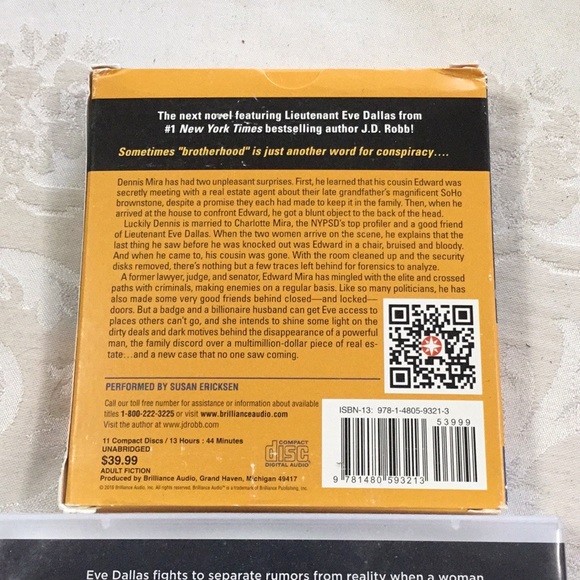 The next novel featuring Lieutenant Eve Dallas from
#1 New York Times bestselling author J.D. Robb!
Sometimes "brotherhood" is just another word for conspiracy....
Dennis Mira has had two unpleasant surprises. First, he learned that his cousin Edward was
secretly meeting with a real estate agent about their late grandfather's magnificent SoHo
brownstone, despite a promise they each had made to keep it in the family. Then, when he
arrived at the house to confront Edward, he got a blunt object to the back of the head.
Luckily Dennis is married to Charlotte Mira, the NYPSD's top profiler and a good friend
of Lieutenant Eve Dallas. When the two women arrive on the scene, he explains that the
last thing he saw before he was knocked out was Edward in a chair, bruised and bloody.
And when he came to, his cousin was gone. With the room cleaned up and the security
disks removed, there's nothing but a few traces left behind for forensics to analyze.
A former lawyer, judge, and senator, Edward Mira has mingled with the elite and crossed
paths with criminals, making enemies on a regular basis. Like so many politicians, he has
also made some very good friends behind closed—and locked—
doors. But a badge and a billionaire husband can get Eve access to
places others can't go, and she intends to shine some light on the
dirty deals and dark motives behind the disappearance of a powerful
man, the family discord over a multimillion-dollar piece of real es-
tate...and a new case that no one saw coming.
PERFORMED BY SUSAN ERICKSEN
Call our toll free number for assistance or information about available
titles 1-800-222-3225 or visit www.brillianceaudio.com.
Visit the author at www.jdrobb.com.
11 Compact Discs / 13 Hours : 44 Minutes
UNABRIDGED
$39.99
ADULT FICTION
Produced by Brilliance Audio, Grand Haven, Michigan 49417
© 2016 Brilliance Audio, Inc. All rights reserved. Brilliance Audio™ is a trademark of Brilliance Publishing, Inc.
COMPACT
disc
DIGITAL AUDIO
ISBN-13: 978-1-4805-9321-3
53999
9 781480 593213
Eve Dallas fights to separate rumors from reality when a woman